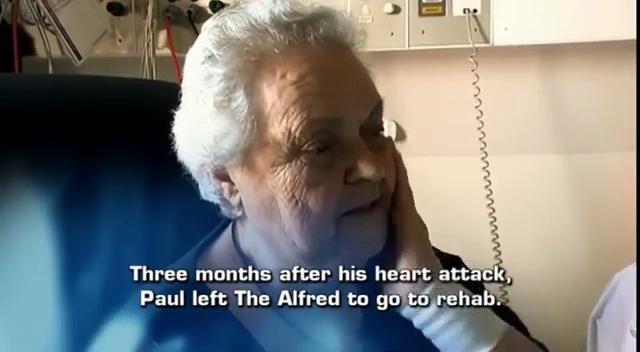 Three months after his heart attack,
Paul left The Alfred to go to rehab.